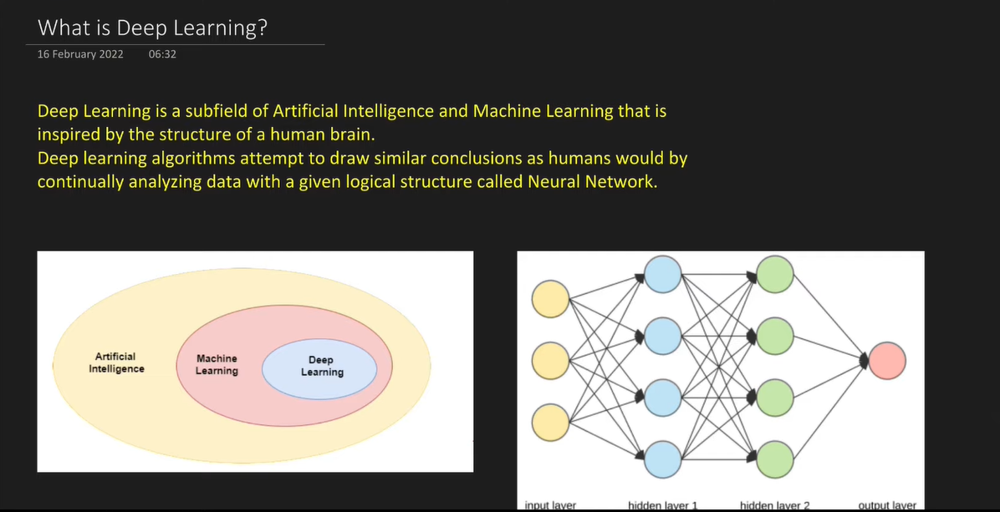 What is Deep Learning?
16 February 2022 06:32
Deep Learning is a subfield of Artificial Intelligence and Machine Learning that is
inspired by the structure of a human brain.
Deep learning algorithms attempt to draw similar conclusions as humans would by
continually analyzing data with a given logical structure called Neural Network.
Artificial
Intelligence
Machine
Learning
Deep
Learning
input layer
hidden layer 1
hidden layer 2
output layer